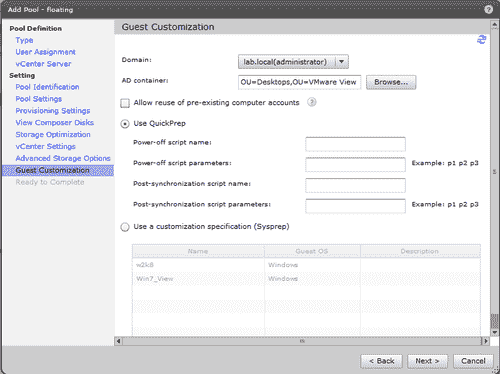 Add Pool - floating
Pool Definition
Type
User Assignment
vCenter Server
Setting
Pool Identification
Pool Settings
Provisioning Settings
View Composer Disks
Storage Optimization
vCenter Settings
Advanced Storage Options
Guest Customization
Ready to Complete
Guest Customization
Domain:
lab.local(administrator)
AD container:
OU=Desktops,OU=VMware View
Browse...
Allow reuse of pre-existing computer accounts
Use QuickPrep
Power-off script name:
Power-off script parameters:
Example: p1 p2 p3
Post-synchronization script name:
Post-synchronization script parameters:
Example: p1 p2 p3
Use a customization specification (Sysprep)
Name Guest OS Description
w2k8 Windows
Win7_View Windows
< Back Next > Cancel